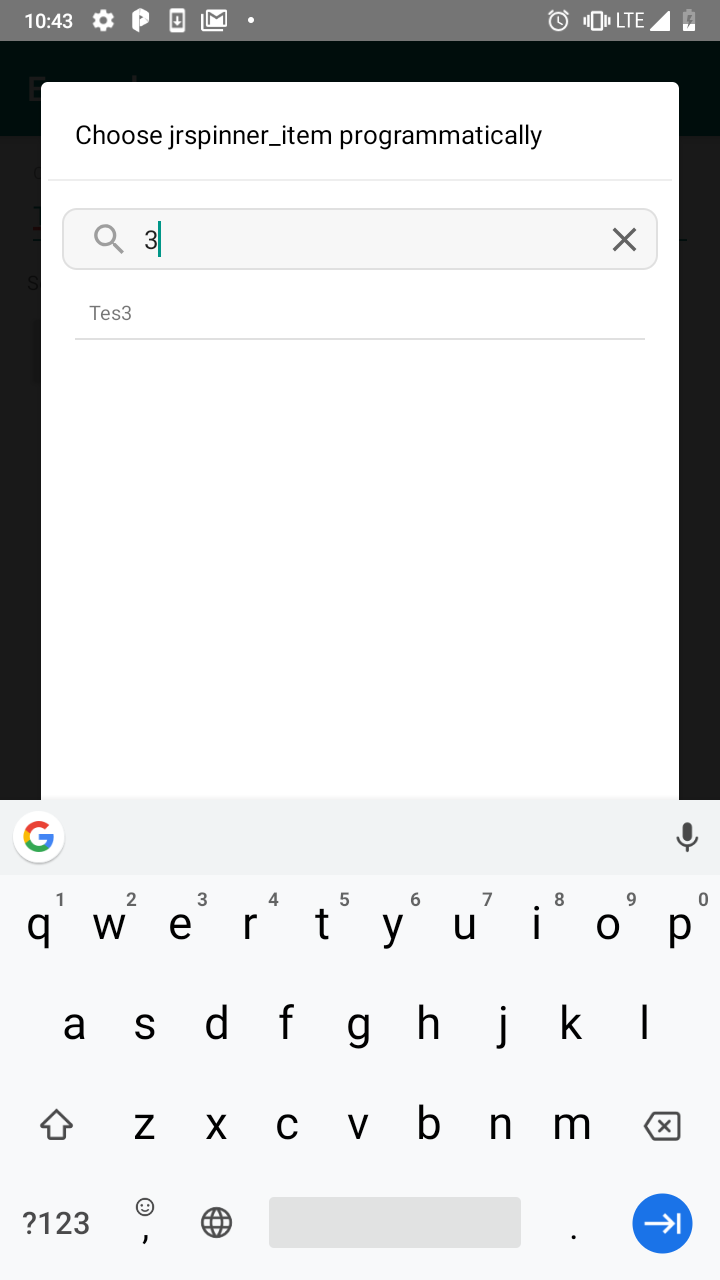 10:43 LTE
Choose jrspinner_item programmatically
3
Tes3
1 2 3 4 5 6 7 8 9 0
q w e r t y u i o p
a s d f g h j k l
z x c v b n m
?123 , .